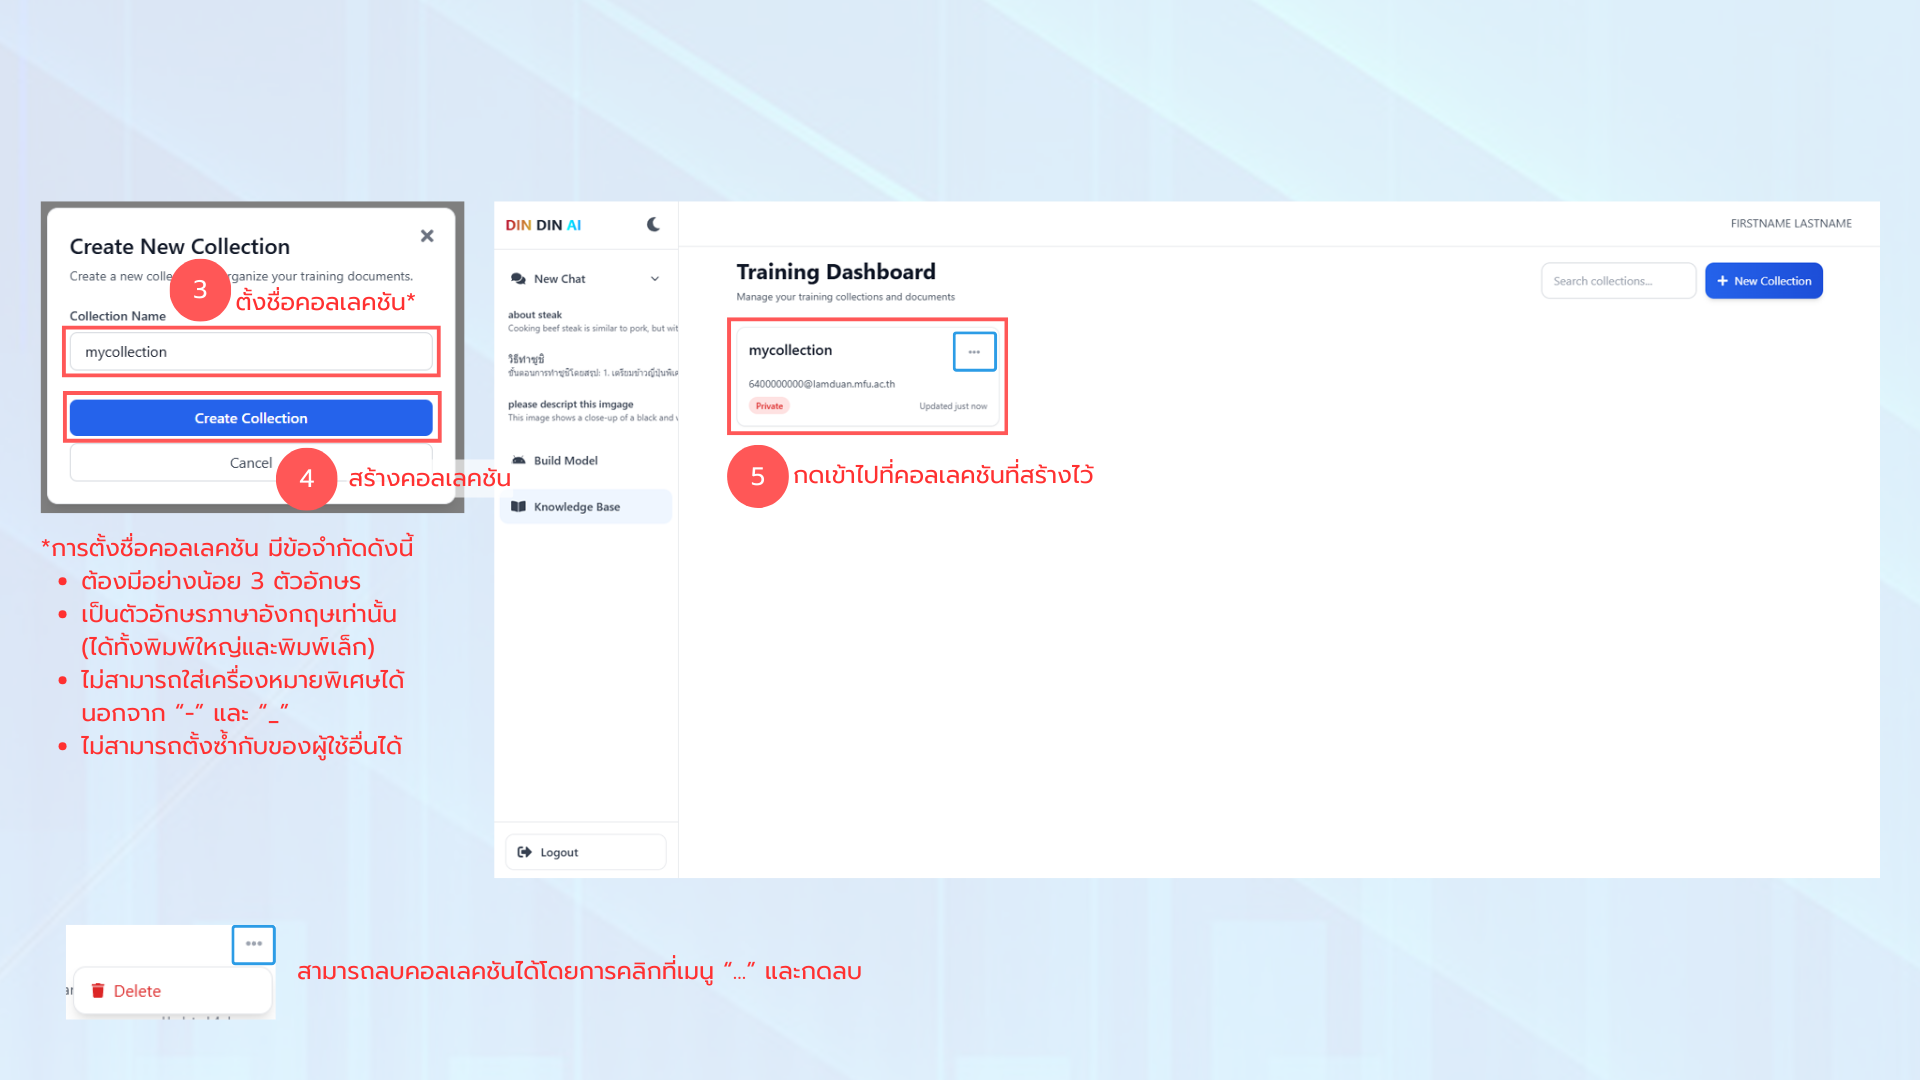 Create New Collection
Create a new colle rganize your training documents.
3
ตั้งชื่อคอลเลคชัน*
Collection Name
mycollection
Create Collection
Cancel
4
สร้างคอลเลคชัน
*การตั้งชื่อคอลเลคชัน มีข้อจำกัดดังนี้
• ต้องมีอย่างน้อย 3 ตัวอักษร
• เป็นตัวอักษรภาษาอังกฤษเท่านั้น
(ได้ทั้งพิมพ์ใหญ่และพิมพ์เล็ก)
• ไม่สามารถใส่เครื่องหมายพิเศษได้
นอกจาก “-” และ “_”
• ไม่สามารถตั้งซ้ำกับของผู้ใช้อื่นได้
DIN DIN AI
New Chat
about steak
Cooking beef steak is similar to pork, but wit
วิธีทำซูชิ
ขั้นตอนการทำซูชิโดยสรุป: 1. เตรียมข้าวญี่ปุ่นพิเศ
please descript this imgage
This image shows a close-up of a black and
Build Model
Knowledge Base
Logout
FIRSTNAME LASTNAME
Training Dashboard
Manage your training collections and documents
Search collections...
+ New Collection
mycollection
...
6400000000@lamduan.mfu.ac.th
Private
Updated just now
5
กดเข้าไปที่คอลเลคชันที่สร้างไว้
...
Delete
สามารถลบคอลเลคชันได้โดยการคลิกที่เมนู “...” และกดลบ